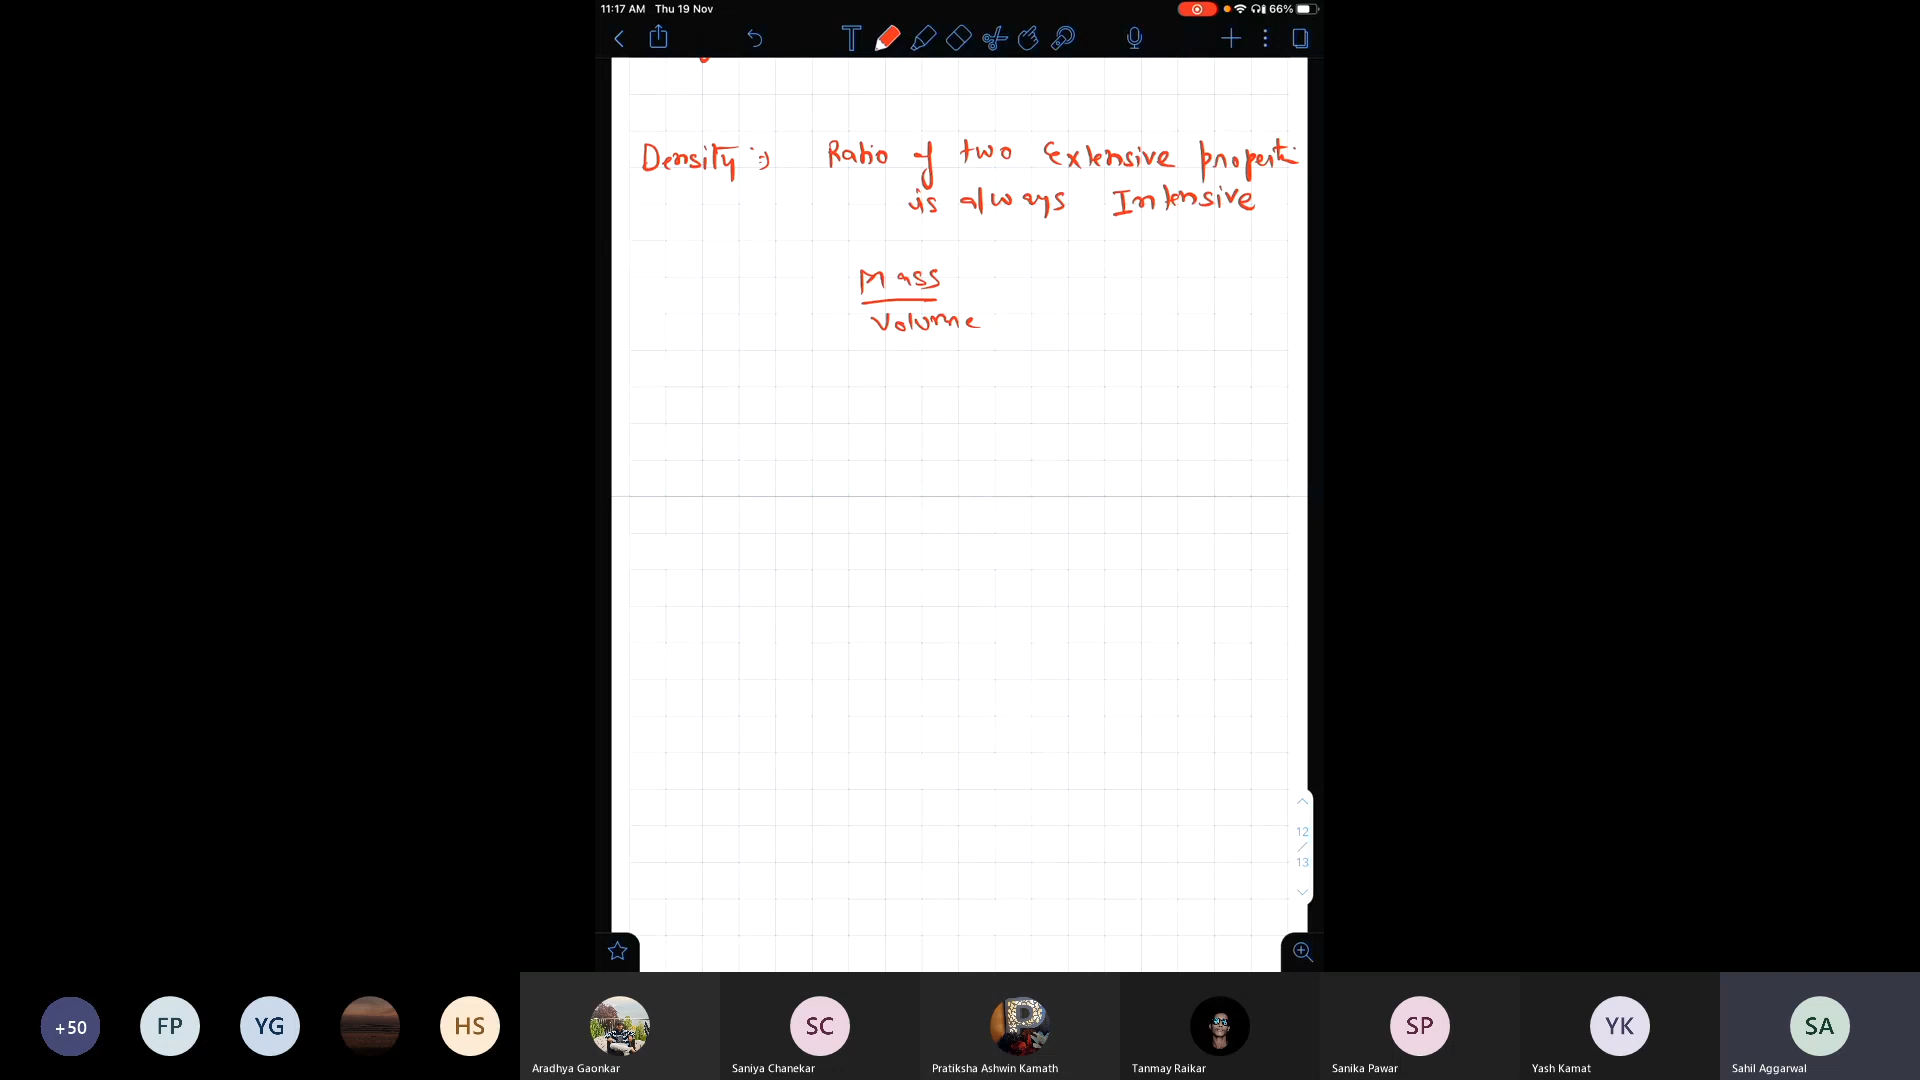 11:17 AM Thu 19 Nov
66%
Density :⇒ Ratio of two Extensive properti
is always Intensive
Mass
Volume
12
/
13
+50
FP
YG
HS
SC
P
SP
YK
SA
Aradhya Gaonkar
Saniya Chanekar
Pratiksha Ashwin Kamath
Tanmay Raikar
Sanika Pawar
Yash Kamat
Sahil Aggarwal